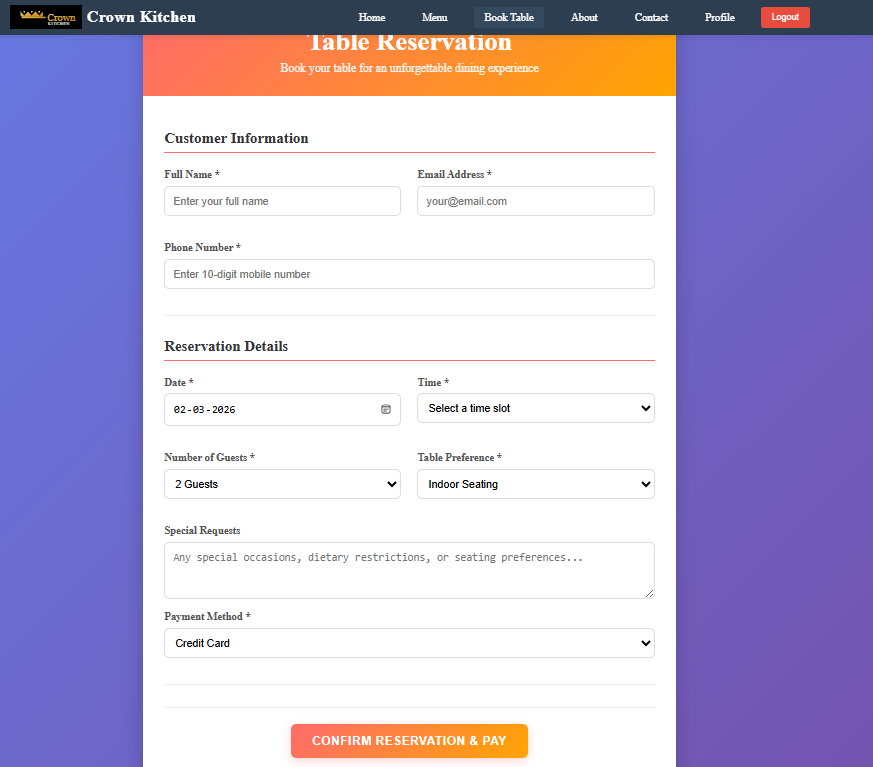 Crown
KITCHEN
Crown Kitchen
Home
Menu
Book Table
About
Contact
Profile
Logout
Table Reservation
Book your table for an unforgettable dining experience
Customer Information
Full Name *
Email Address *
Enter your full name
your@email.com
Phone Number *
Enter 10-digit mobile number
Reservation Details
Date *
Time *
02-03-2026
Select a time slot
Number of Guests *
Table Preference *
2 Guests
Indoor Seating
Special Requests
Any special occasions, dietary restrictions, or seating preferences...
Payment Method *
Credit Card
CONFIRM RESERVATION & PAY